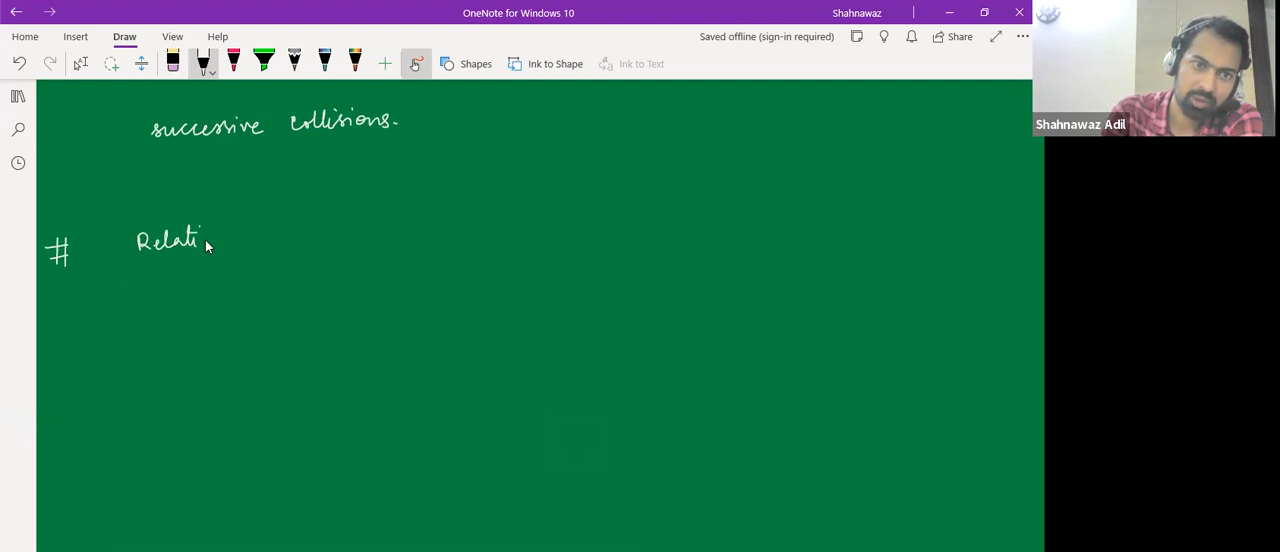 OneNote for Windows 10
Shahnawaz
Home Insert Draw View Help
Saved offline (sign-in required)
Share
Shapes
Ink to Shape
Ink to Text
Shahnawaz Adil
successive collisions.
# Relati